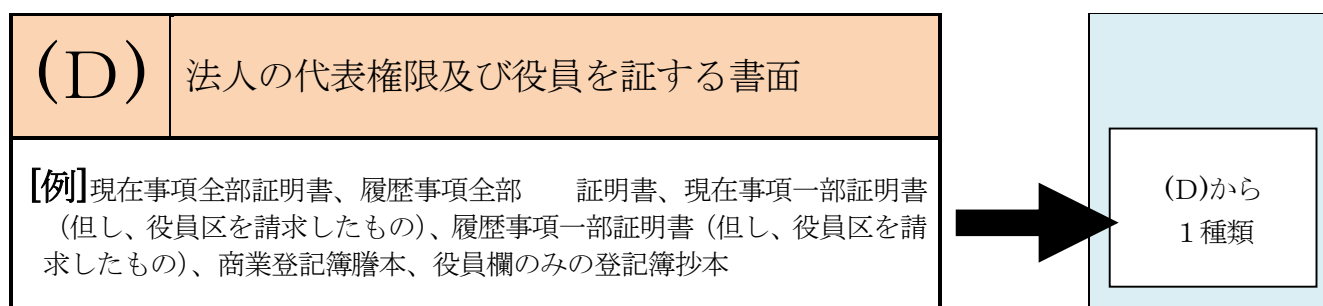 (D) 法人の代表権限及び役員を証する書面
[例]現在事項全部証明書、履歴事項全部　　証明書、現在事項一部証明書
(但し、役員区を請求したもの)、履歴事項一部証明書（但し、役員区を請
求したもの)、商業登記簿謄本、役員欄のみの登記簿抄本
(D)から
１種類